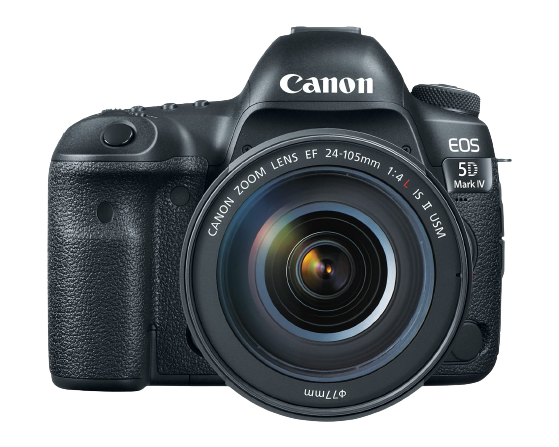 Canon
EOS
5D
Mark IV
CANON ZOOM LENS EF 24-105mm 1:4 L IS II USM
Φ77mm